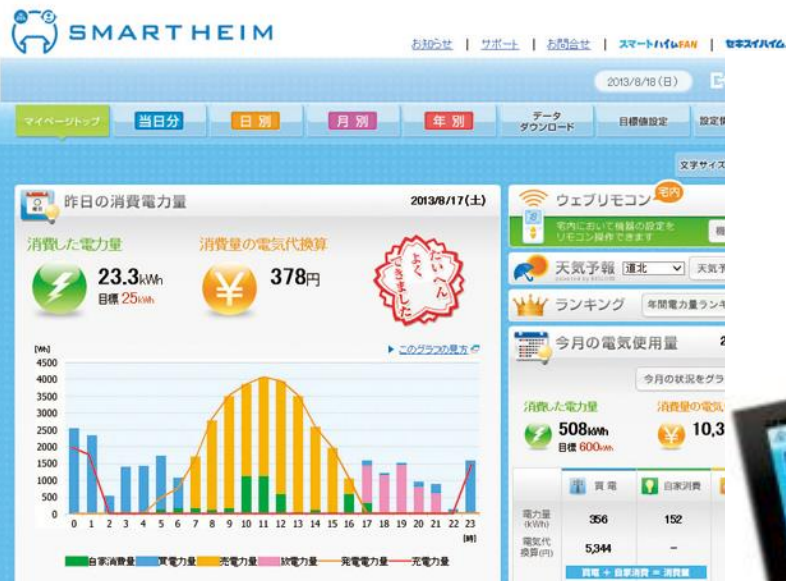 SMARTHEIM
お知らせ | サポート | お問合せ | スマートハイムFAN | セキスイハイム
2013/8/18(日)
マイページトップ 当日分 日別 月別 年別 データダウンロード 目標値設定
文字サイズ
昨日の消費電力量 2013/8/17(土)
消費した電力量 消費量の電気代換算
23.3kWh
目標 25kWh
378円
たいへん
よく
できました
[Wh]
このグラフの見方
4500
4000
3500
3000
2500
2000
1500
1000
500
0
0 1 2 3 4 5 6 7 8 9 10 11 12 13 14 15 16 17 18 19 20 21 22 23
[時]
自家消費量 買電力量 売電力量 放電力量 発電電力量 充電力量
ウェブリモコン 宅内
宅内において機器の設定を
リモコン操作できます
天気予報 道北
ランキング 年間電力量ランキ
今月の電気使用量
今月の状況をグラ
消費した電力量 消費量の電気
508kWh
目標 600kWh
10,3
買電 自家消費
電力量
(kWh) 356 152
電気代
換算(円) 5,344 -
買電 + 自家消費 = 消費量